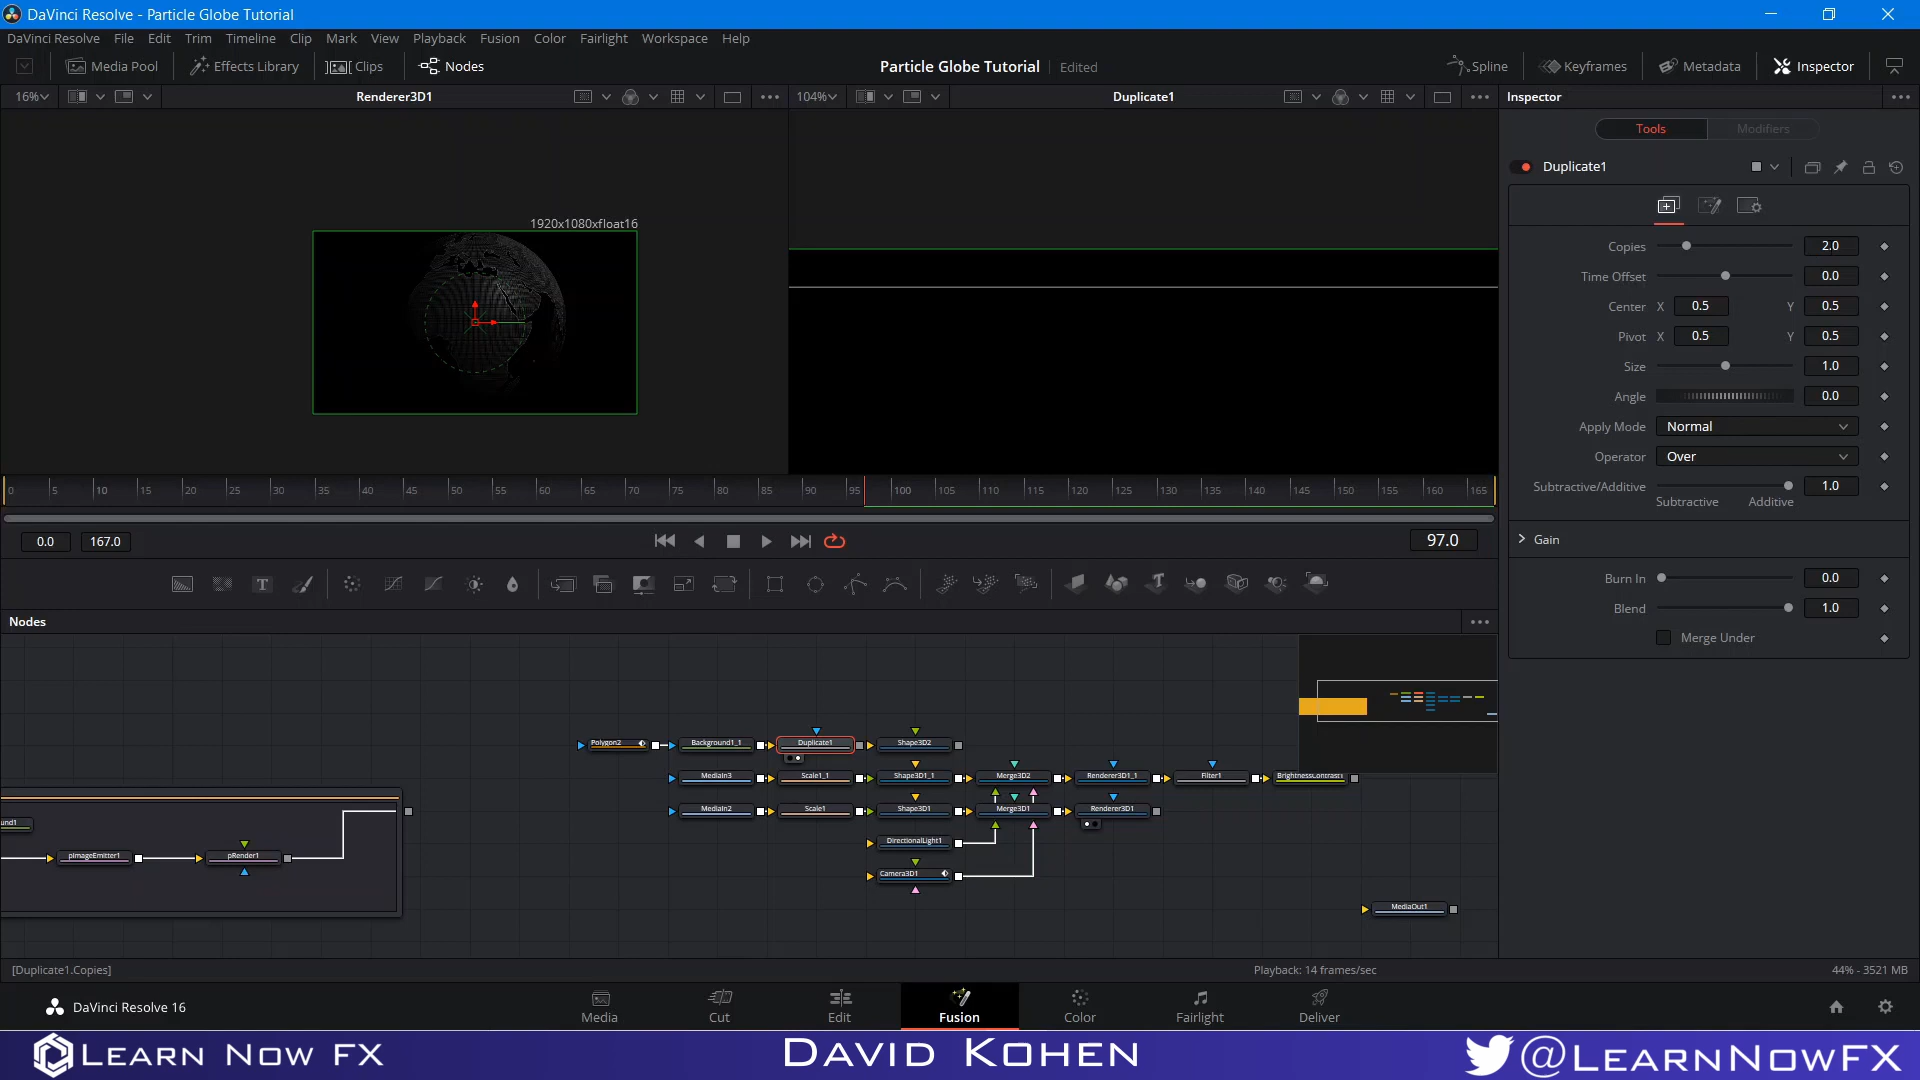 DaVinci Resolve - Particle Globe Tutorial
DaVinci Resolve File Edit Trim Timeline Clip Mark View Playback Fusion Color Fairlight Workspace Help
Media Pool Effects Library Clips Nodes Particle Globe Tutorial Edited Spline Keyframes Metadata Inspector
16% Renderer3D1 104% Duplicate1 Inspector
Tools Modifiers
Duplicate1
1920x1080xfloat16
Copies 2.0
Time Offset 0.0
Center X 0.5 Y 0.5
Pivot X 0.5 Y 0.5
Size 1.0
Angle 0.0
Apply Mode Normal
Operator Over
Subtractive/Additive 1.0
Subtractive Additive
Gain
Burn In 0.0
Blend 1.0
Merge Under
0 5 10 15 20 25 30 35 40 45 50 55 60 65 70 75 80 85 90 95 100 105 110 115 120 125 130 135 140 145 150 155 160 165
0.0 167.0 97.0
Nodes
Polygon2 Background1_1 Duplicate1 Shape3D2
MediaIn3 Scale1_1 Shape3D1_1 Merge3D2 Renderer3D1_1 Filter1 BrightnessContrast1
MediaIn2 Scale1 Shape3D1 Merge3D1 Renderer3D1
und1
DirectionalLight1
pImageEmitter1 pRender1
Camera3D1
MediaOut1
[Duplicate1.Copies] Playback: 14 frames/sec 44% - 3521 MB
DaVinci Resolve 16 Media Cut Edit Fusion Color Fairlight Deliver
Learn Now FX David Kohen @LearnNowFX